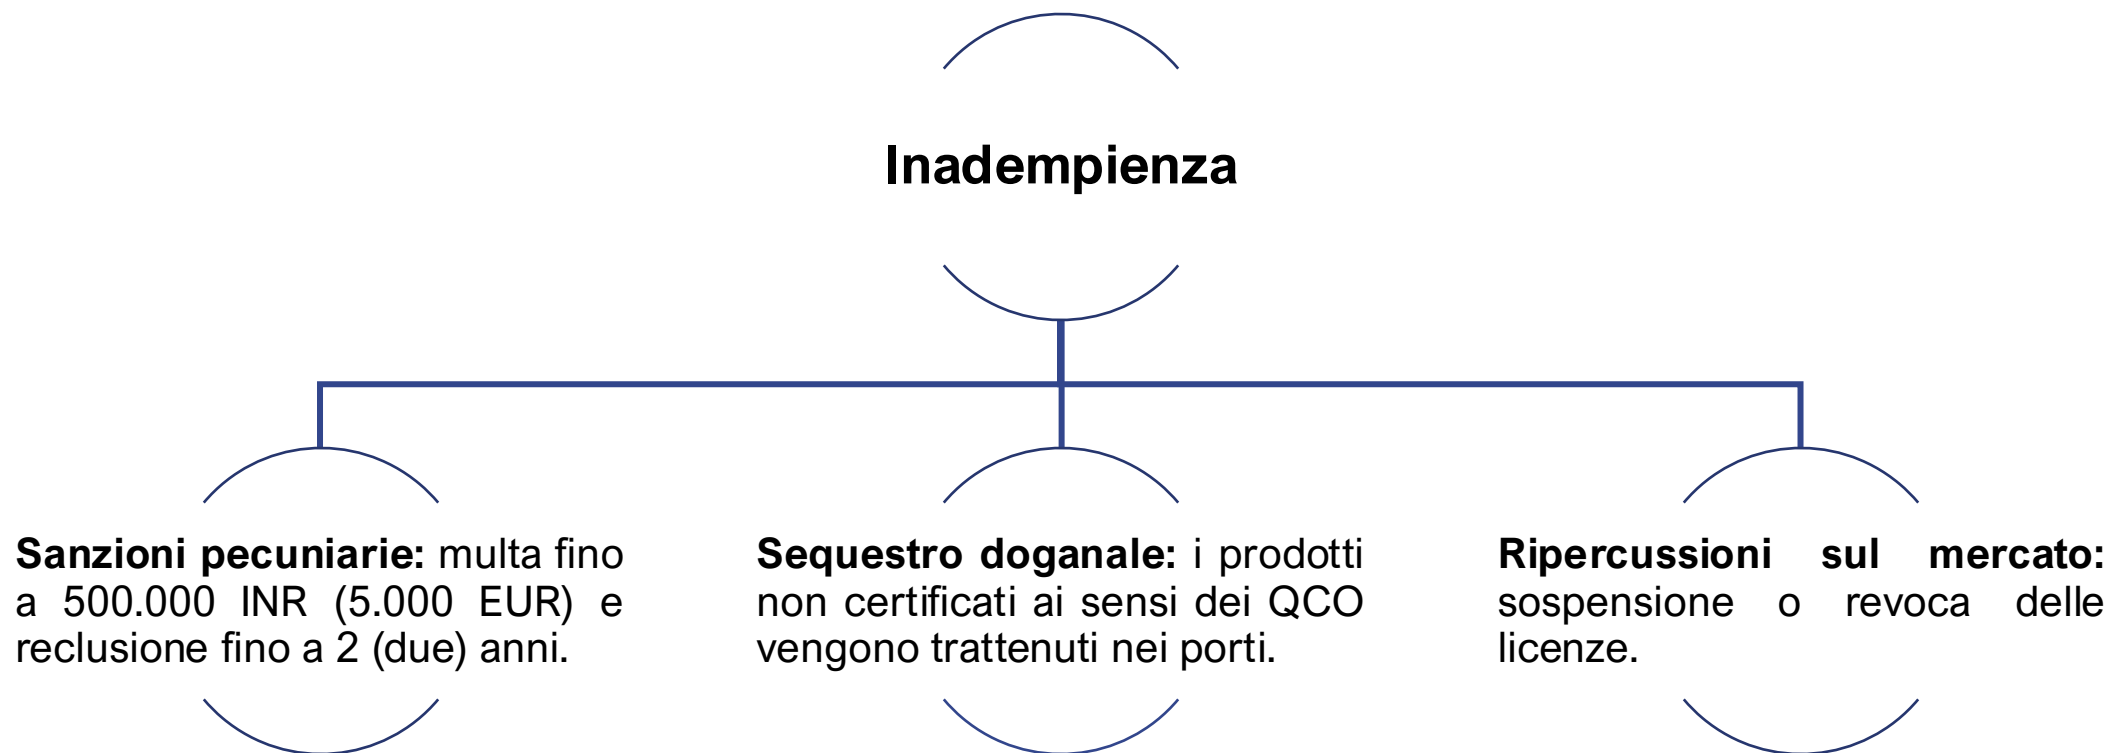 Inadempienza
Sanzioni pecuniarie: multa fino
a 500.000 INR (5.000 EUR) e
reclusione fino a 2 (due) anni.
Sequestro doganale: i prodotti
non certificati ai sensi dei QCO
vengono trattenuti nei porti.
Ripercussioni sul mercato:
sospensione o revoca delle
licenze.